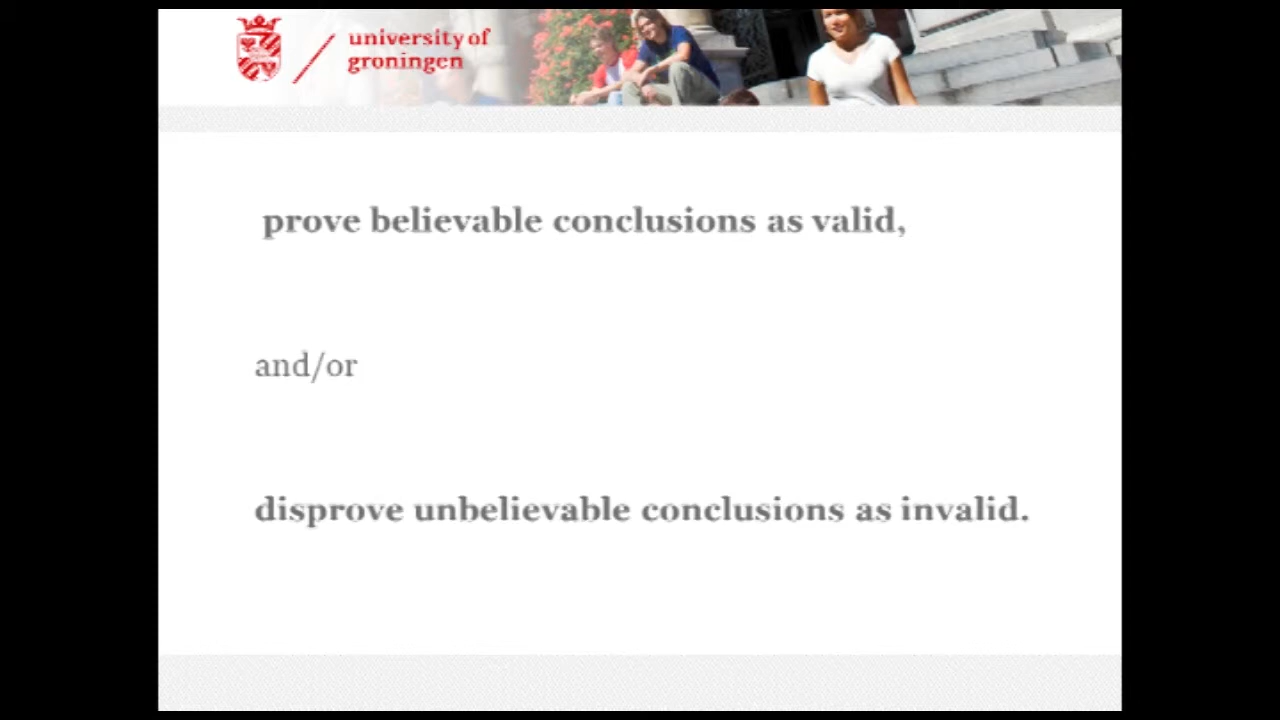 university of
groningen
prove believable conclusions as valid,
and/or
disprove unbelievable conclusions as invalid.